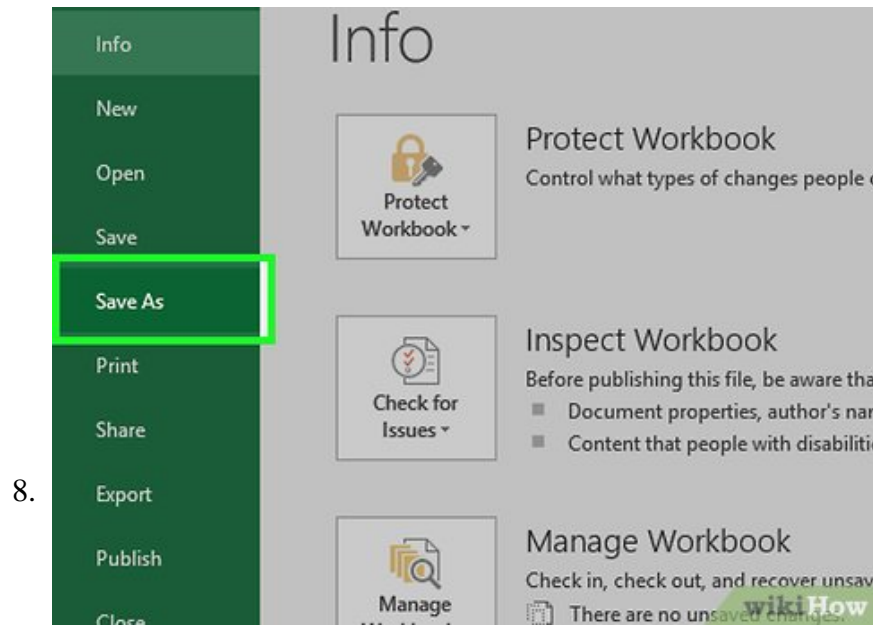 Info
New
Open
Save
Save As
Print
Share
8.
Export
Publish
Close
Info
Protect
Workbook
Protect Workbook
Control what types of changes people
Check for
Issues
Inspect Workbook
Before publishing this file, be aware tha
Document properties, author's nar
Content that people with disabiliti
Manage
Manage Workbook
Check in, check out, and recover unsav
There are no unsaved changes.
wikiHow